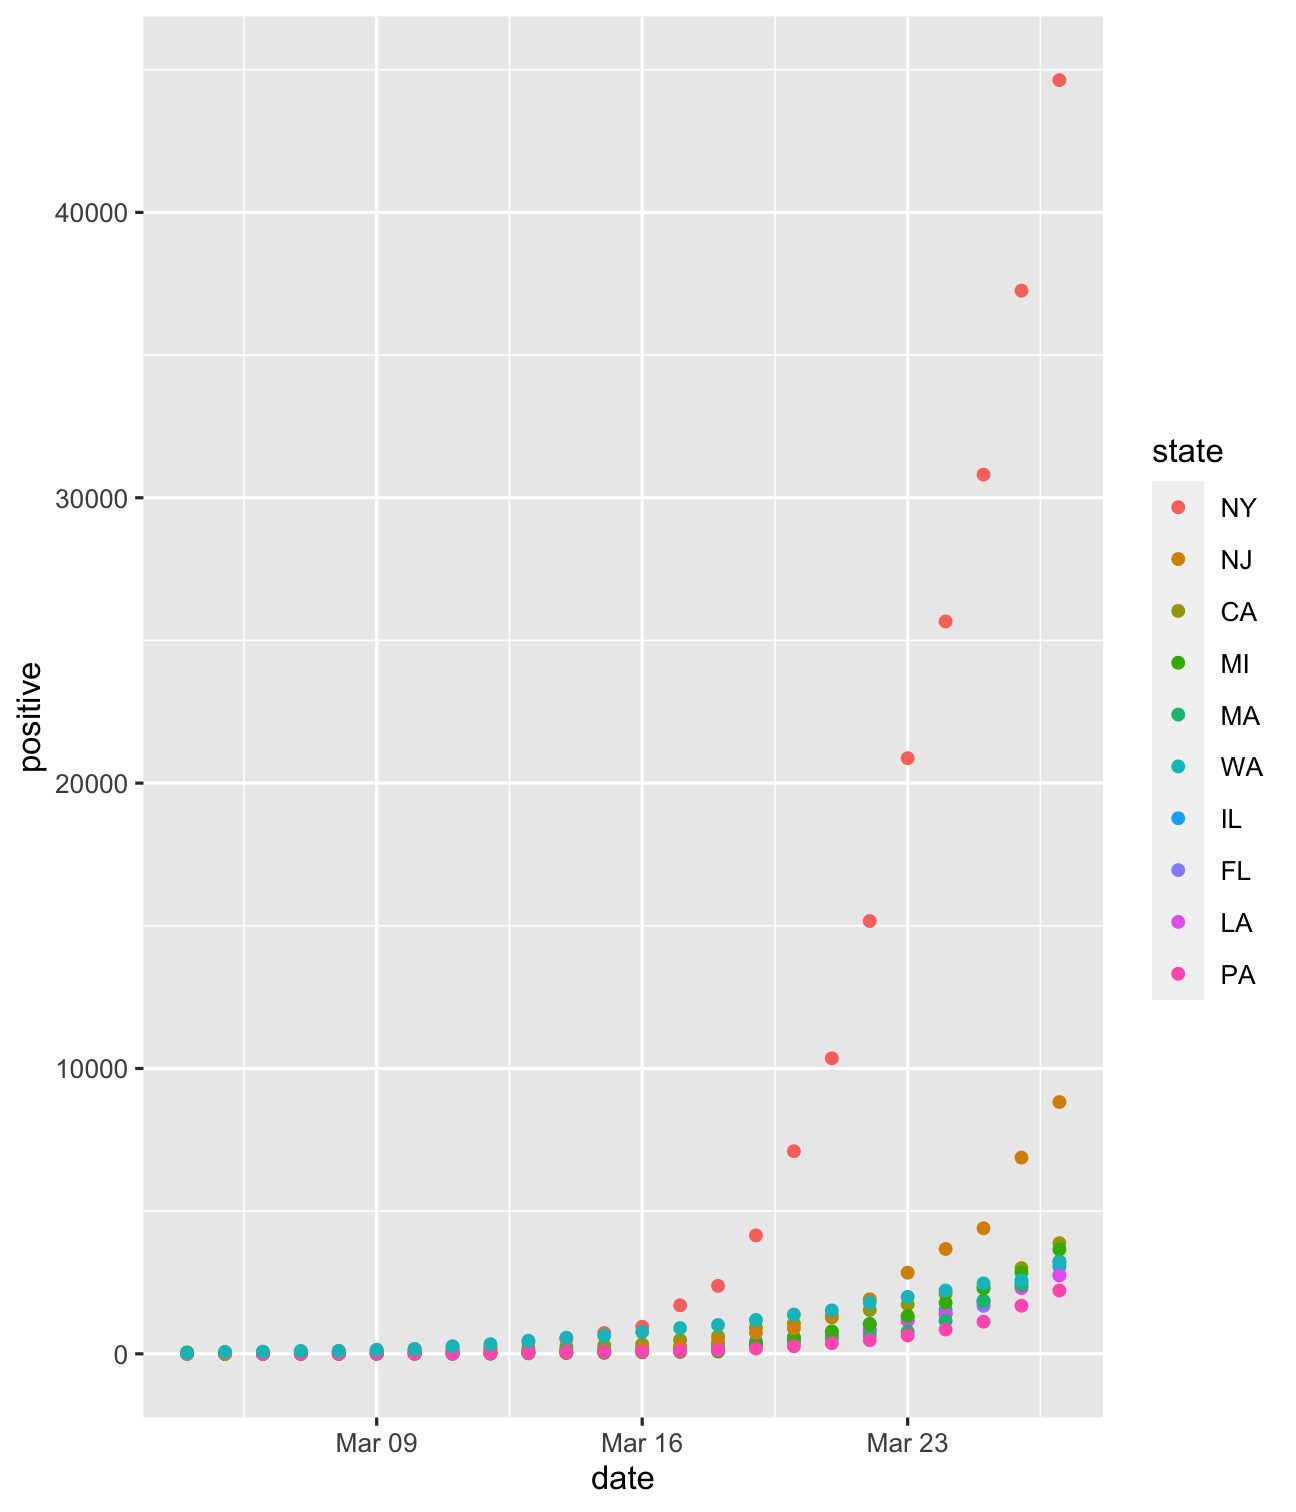 40000
30000
20000
10000
0
positive
Mar 09
Mar 16
Mar 23
date
state
NY
NJ
CA
MI
MA
WA
IL
FL
LA
PA